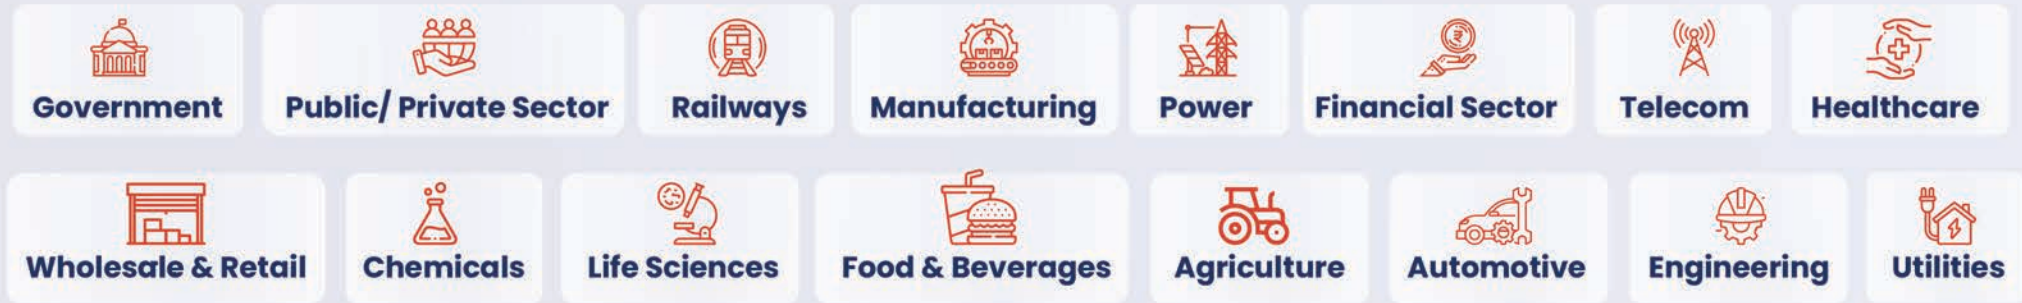 Government
Public/ Private Sector
Railways
Manufacturing
Power
Financial Sector
Telecom
Healthcare
Wholesale & Retail
Chemicals
Life Sciences
Food & Beverages
Agriculture
Automotive
Engineering
Utilities